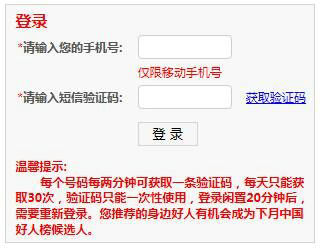 登录
*请输入您的手机号:
仅限移动手机号
*请输入短信验证码: 获取验证码
登 录
温馨提示:
每个号码每两分钟可获取一条验证码，每天只能获
取30次，验证码只能一次性使用，登录闲置20分钟后，
需要重新登录。您推荐的身边好人有机会成为下月中国
好人榜候选人。